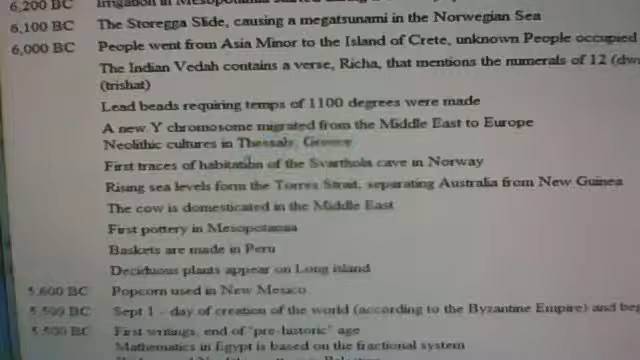 6,200 BC Irrigation in Mesopotamia started
6,100 BC The Storegga Slide, causing a megatsunami in the Norwegian Sea
6,000 BC People went from Asia Minor to the Island of Crete, unknown People occupied
The Indian Vedah contains a verse, Richa, that mentions the numerals of 12
(trishat)
Lead beads requiring temps of 1100 degrees were made
A new Y chromosome migrated from the Middle East to Europe
Neolithic cultures in Thessaly, Greece
First traces of habitation of the Svarthola cave in Norway
Rising sea levels form the Torres Strait, separating Australia from New Guinea
The cow is domesticated in the Middle East
First pottery in Mesopotamia
Baskets are made in Peru
Deciduous plants appear on Long island
5,600 BC Popcorn used in New Mexico
5,509 BC Sept 1 - day of creation of the world (according to the Byzantine Empire) and
5,500 BC First writings, end of "pre-historic" age
Mathematics in Egypt is based on the fractional system